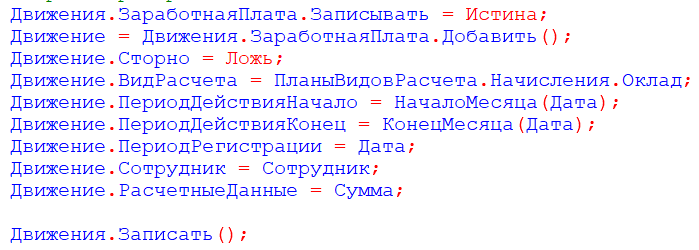 Движения.ЗаработнаяПлата.Записывать = Истина;
Движение = Движения.ЗаработнаяПлата.Добавить();
Движение.Сторно = Ложь;
Движение.ВидРасчета = ПланыВидовРасчета.Начисления.Оклад;
Движение.ПериодДействияНачало = НачалоМесяца(Дата);
Движение.ПериодДействияКонец = КонецМесяца(Дата);
Движение.ПериодРегистрации = Дата;
Движение.Сотрудник = Сотрудник;
Движение.РасчетныеДанные = Сумма;
Движения.Записать();